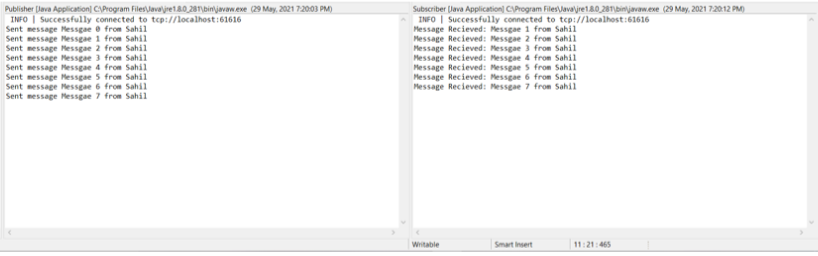 Publisher [Java Application] C:\Program Files\Java\jre1.8.0_281\bin\javaw.exe (29 May, 2021 7:20:03 PM)
INFO | Successfully connected to tcp://localhost:61616
Sent message Messgae 0 from Sahil
Sent message Messgae 1 from Sahil
Sent message Messgae 2 from Sahil
Sent message Messgae 3 from Sahil
Sent message Messgae 4 from Sahil
Sent message Messgae 5 from Sahil
Sent message Messgae 6 from Sahil
Sent message Messgae 7 from Sahil
Subscriber [Java Application] C:\Program Files\Java\jre1.8.0_281\bin\javaw.exe (29 May, 2021 7:20:12 PM)
INFO | Successfully connected to tcp://localhost:61616
Message Recieved: Messgae 1 from Sahil
Message Recieved: Messgae 2 from Sahil
Message Recieved: Messgae 3 from Sahil
Message Recieved: Messgae 4 from Sahil
Message Recieved: Messgae 5 from Sahil
Message Recieved: Messgae 6 from Sahil
Message Recieved: Messgae 7 from Sahil
Writable Smart Insert 11 : 21 : 465